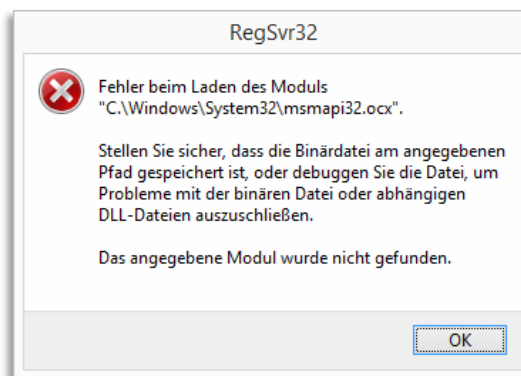 RegSvr32
Fehler beim Laden des Moduls
"C.\Windows\System32\msmapi32.ocx".
Stellen Sie sicher, dass die Binärdatei am angegebenen
Pfad gespeichert ist, oder debuggen Sie die Datei, um
Probleme mit der binären Datei oder abhängigen
DLL-Dateien auszuschließen.
Das angegebene Modul wurde nicht gefunden.
OK